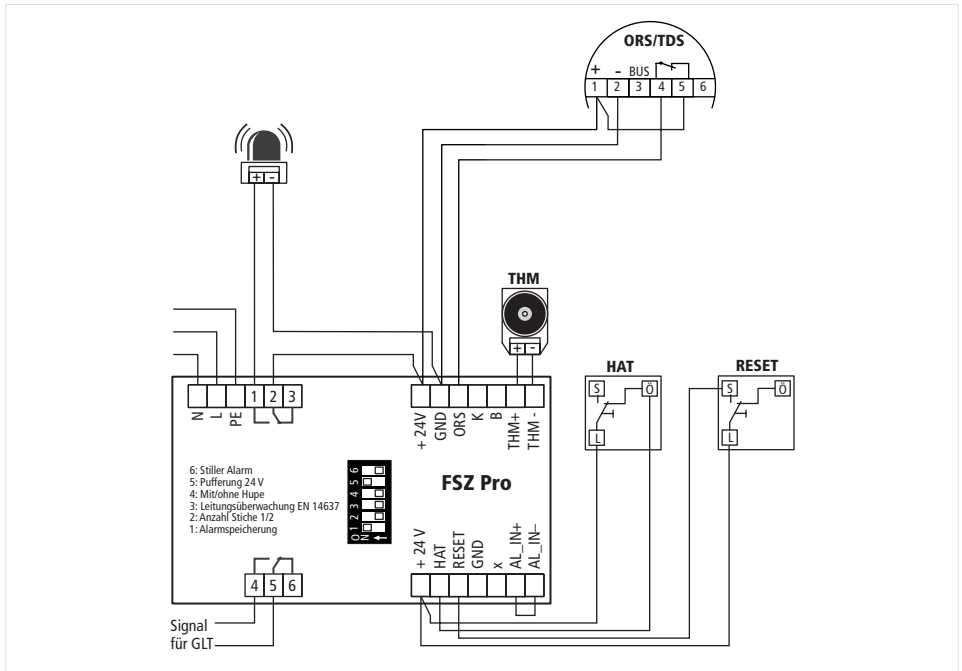 ORS/TDS
+ - BUS
1 2 3 4 5 6
+ -
THM
+ -
HAT
S Ö
L
RESET
S Ö
L
N L PE 1 2 3
+ 24V GND ORS K B THM+ THM -
6: Stiller Alarm
5: Pufferung 24 V
4: Mit/ohne Hupe
3: Leitungsüberwachung EN 14637
2: Anzahl Stiche 1/2
1: Alarmspeicherung
O N 1 2 3 4 5 6
FSZ Pro
+ 24 V HAT RESET GND x AL_IN+ AL_IN–
4 5 6
Signal
für GLT